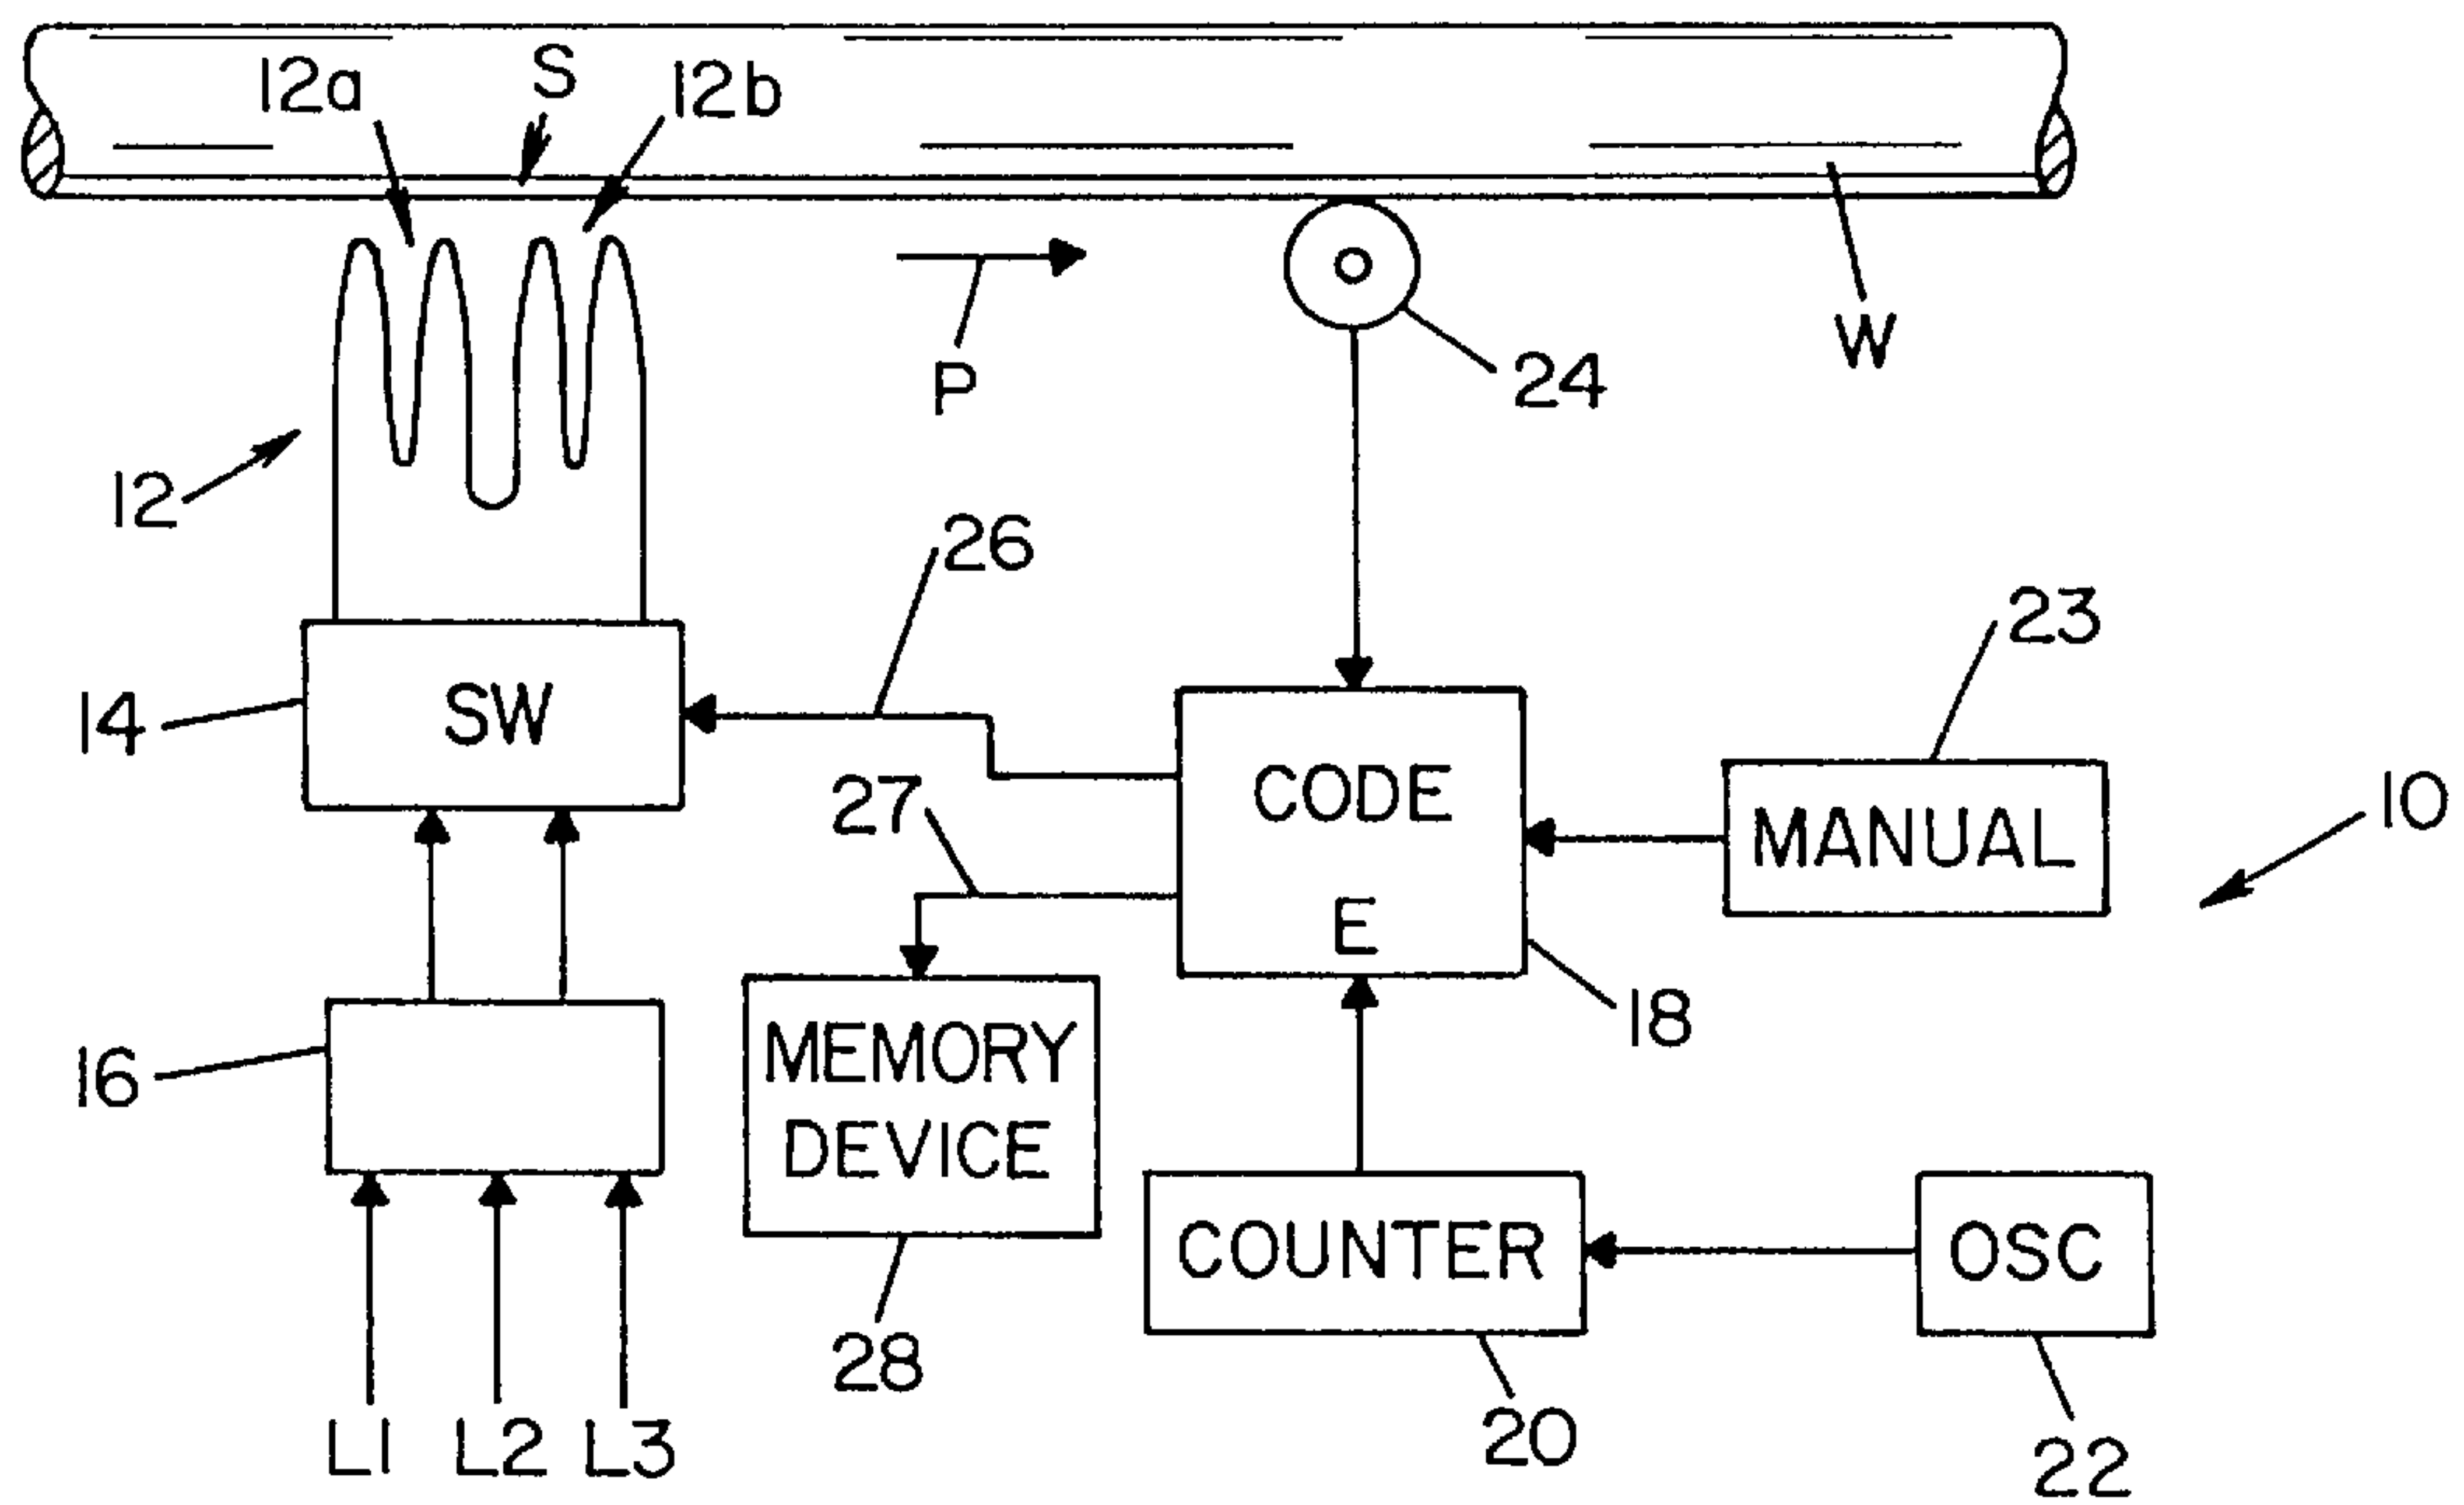 12a
S
12b
P
24
W
12
26
23
14
SW
27
CODE
E
MANUAL
10
18
16
MEMORY
DEVICE
COUNTER
OSC
28
20
22
L1 L2 L3